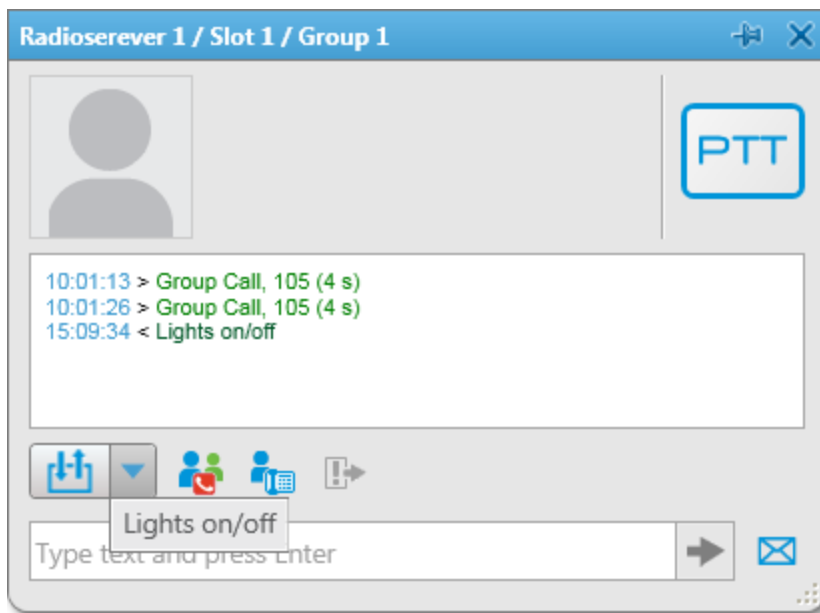 Radioserever 1 / Slot 1 / Group 1
PTT
10:01:13 > Group Call, 105 (4 s)
10:01:26 > Group Call, 105 (4 s)
15:09:34 < Lights on/off
Lights on/off
Type text and press Enter